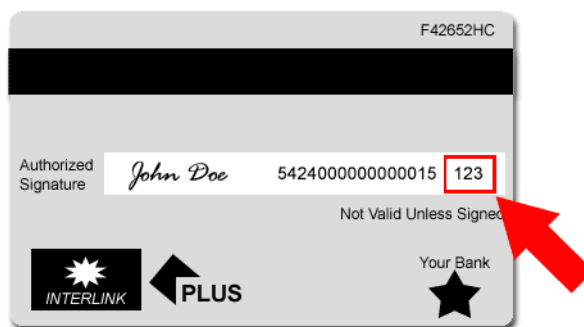 F42652HC
Authorized
Signature
John Doe
5424000000000015 123
Not Valid Unless Signed
INTERLINK
PLUS
Your Bank